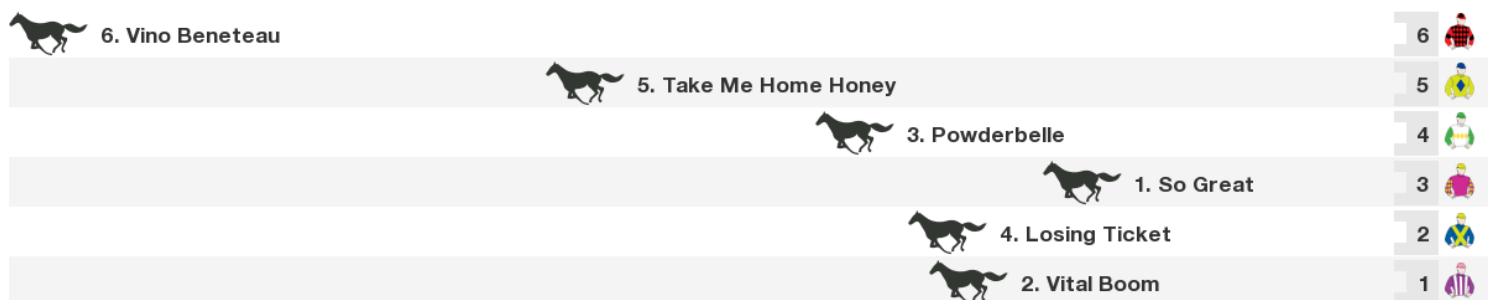 6. Vino Beneteau 6
5. Take Me Home Honey 5
3. Powderbelle 4
1. So Great 3
4. Losing Ticket 2
2. Vital Boom 1